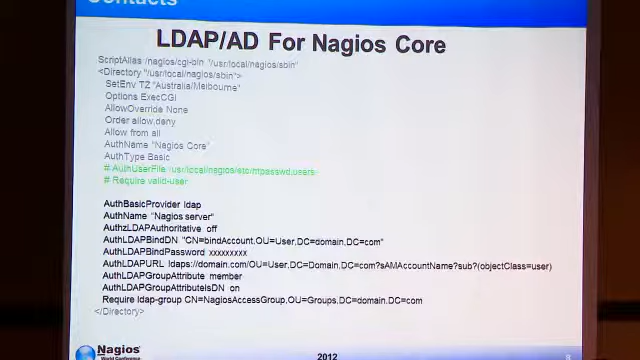 Contacts
LDAP/AD For Nagios Core
ScriptAlias /nagios/cgi-bin "/usr/local/nagios/sbin"
<Directory "/usr/local/nagios/sbin">
SetEnv TZ "Australia/Melbourne"
Options ExecCGI
AllowOverride None
Order allow,deny
Allow from all
AuthName "Nagios Core"
AuthType Basic
# AuthUserFile /usr/local/nagios/etc/htpasswd.users
# Require valid-user
AuthBasicProvider ldap
AuthName "Nagios server"
AuthzLDAPAuthoritative off
AuthLDAPBindDN "CN=bindAccount,OU=User,DC=domain,DC=com"
AuthLDAPBindPassword xxxxxxxxx
AuthLDAPURL ldaps://domain.com/OU=User,DC=Domain,DC=com?sAMAccountName?sub?(objectClass=user)
AuthLDAPGroupAttribute member
AuthLDAPGroupAttributeIsDN on
Require ldap-group CN=NagiosAccessGroup,OU=Groups,DC=domain,DC=com
</Directory>
Nagios
World Conference
2012